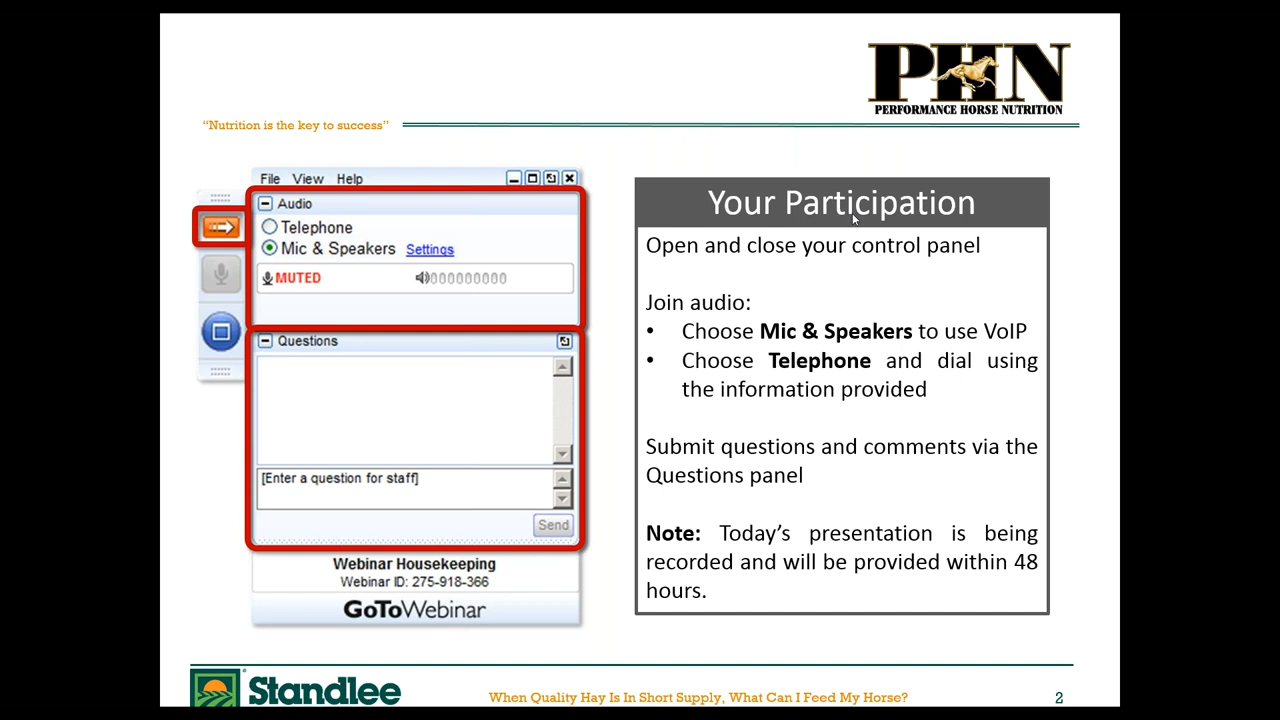 PHN
PERFORMANCE HORSE NUTRITION
“Nutrition is the key to success”
File View Help
Audio
Telephone
Mic & Speakers Settings
MUTED 000000000
Questions
[Enter a question for staff]
Send
Webinar Housekeeping
Webinar ID: 275-918-366
GoToWebinar
Your Participation
Open and close your control panel
Join audio:
• Choose Mic & Speakers to use VoIP
• Choose Telephone and dial using
the information provided
Submit questions and comments via the
Questions panel
Note: Today’s presentation is being
recorded and will be provided within 48
hours.
Standlee
When Quality Hay Is In Short Supply, What Can I Feed My Horse?
2